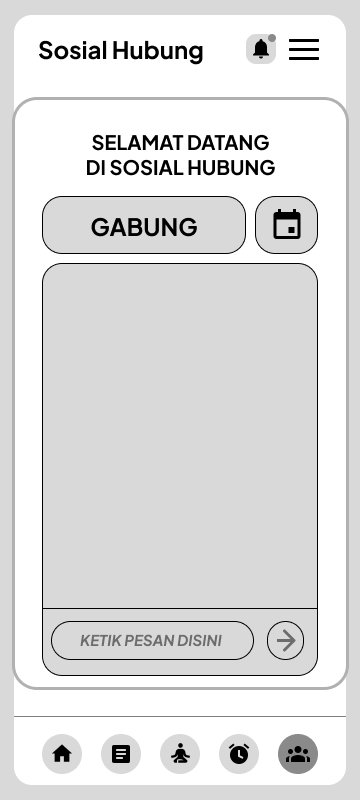 Sosial Hubung
SELAMAT DATANG
DI SOSIAL HUBUNG
GABUNG
KETIK PESAN DISINI